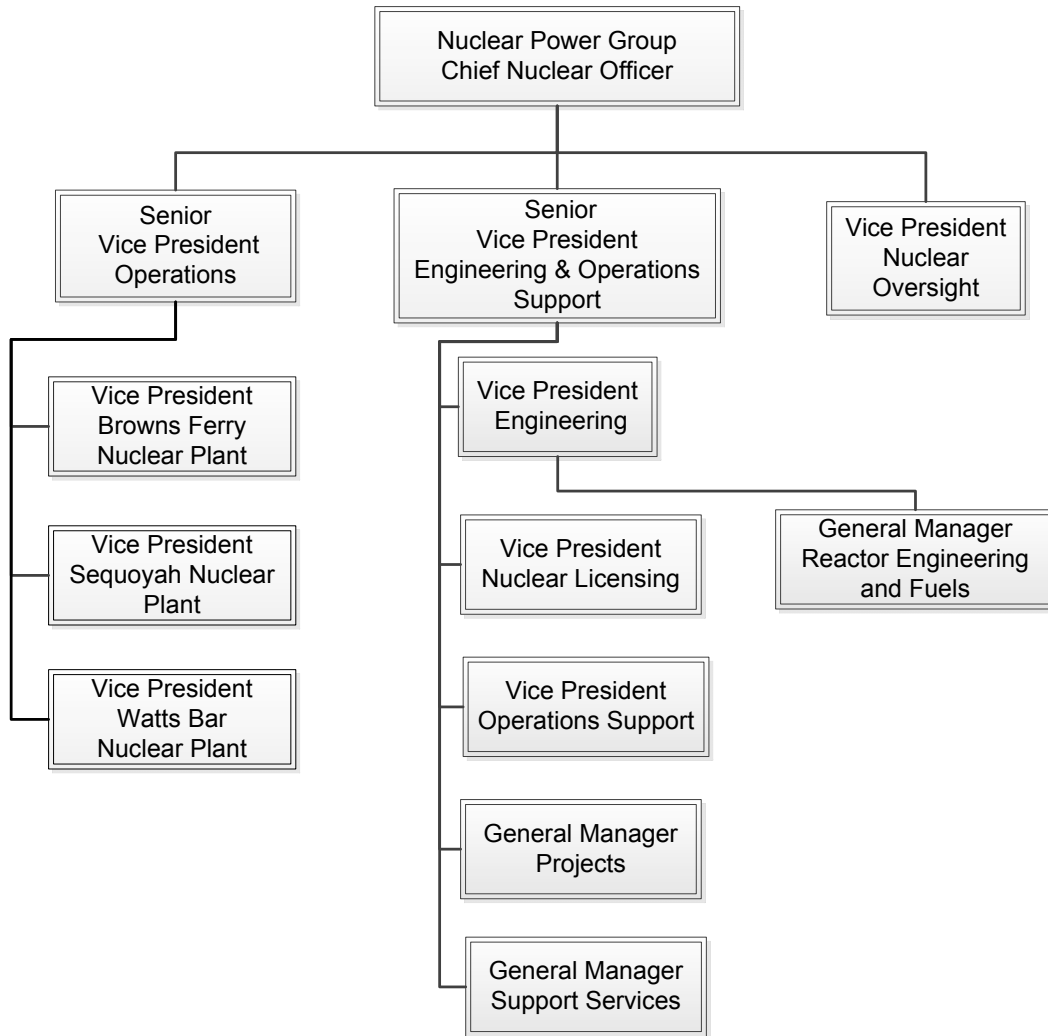 Nuclear Power Group
Chief Nuclear Officer
Senior
Vice President
Operations
Senior
Vice President
Engineering & Operations
Support
Vice President
Nuclear
Oversight
Vice President
Browns Ferry
Nuclear Plant
Vice President
Sequoyah Nuclear
Plant
Vice President
Watts Bar
Nuclear Plant
Vice President
Engineering
General Manager
Reactor Engineering
and Fuels
Vice President
Nuclear Licensing
Vice President
Operations Support
General Manager
Projects
General Manager
Support Services